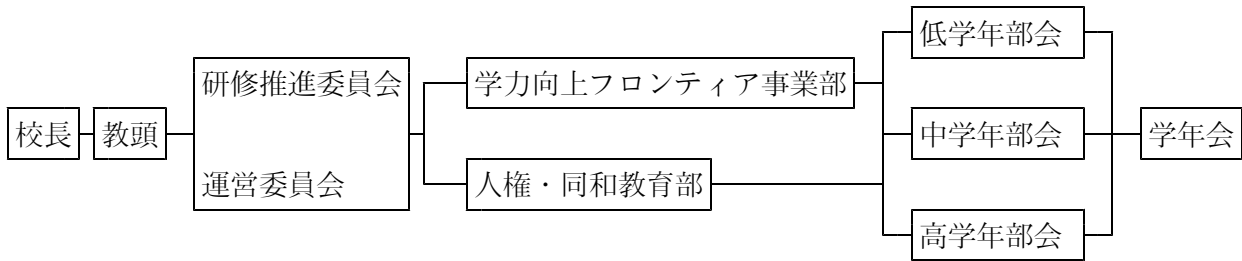 校長
教頭
研修推進委員会
運営委員会
学力向上フロンティア事業部
人権・同和教育部
低学年部会
中学年部会
高学年部会
学年会